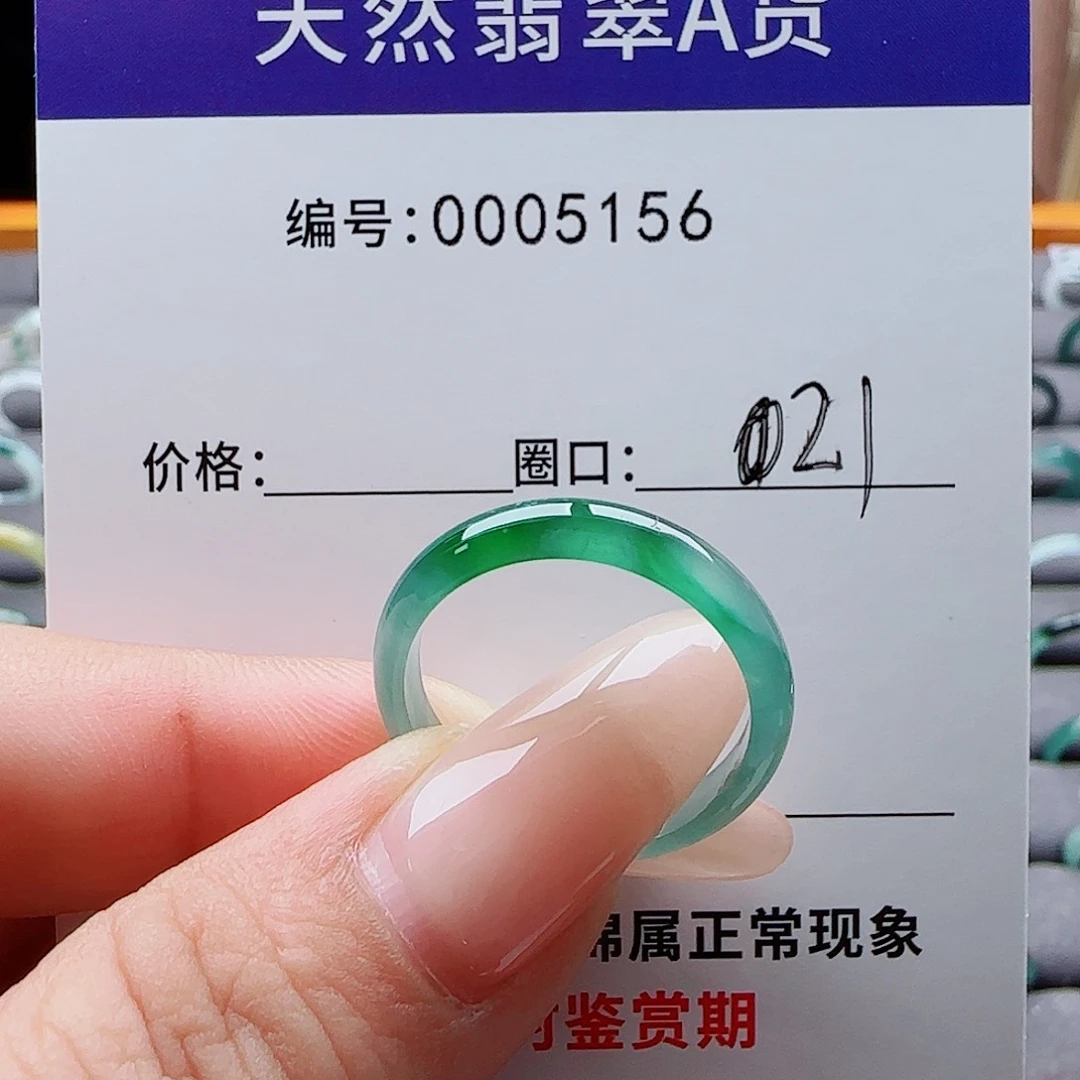 天然翡翠A货
编号:0005156
价格: 圈口: 021
棉属正常现象
时鉴赏期